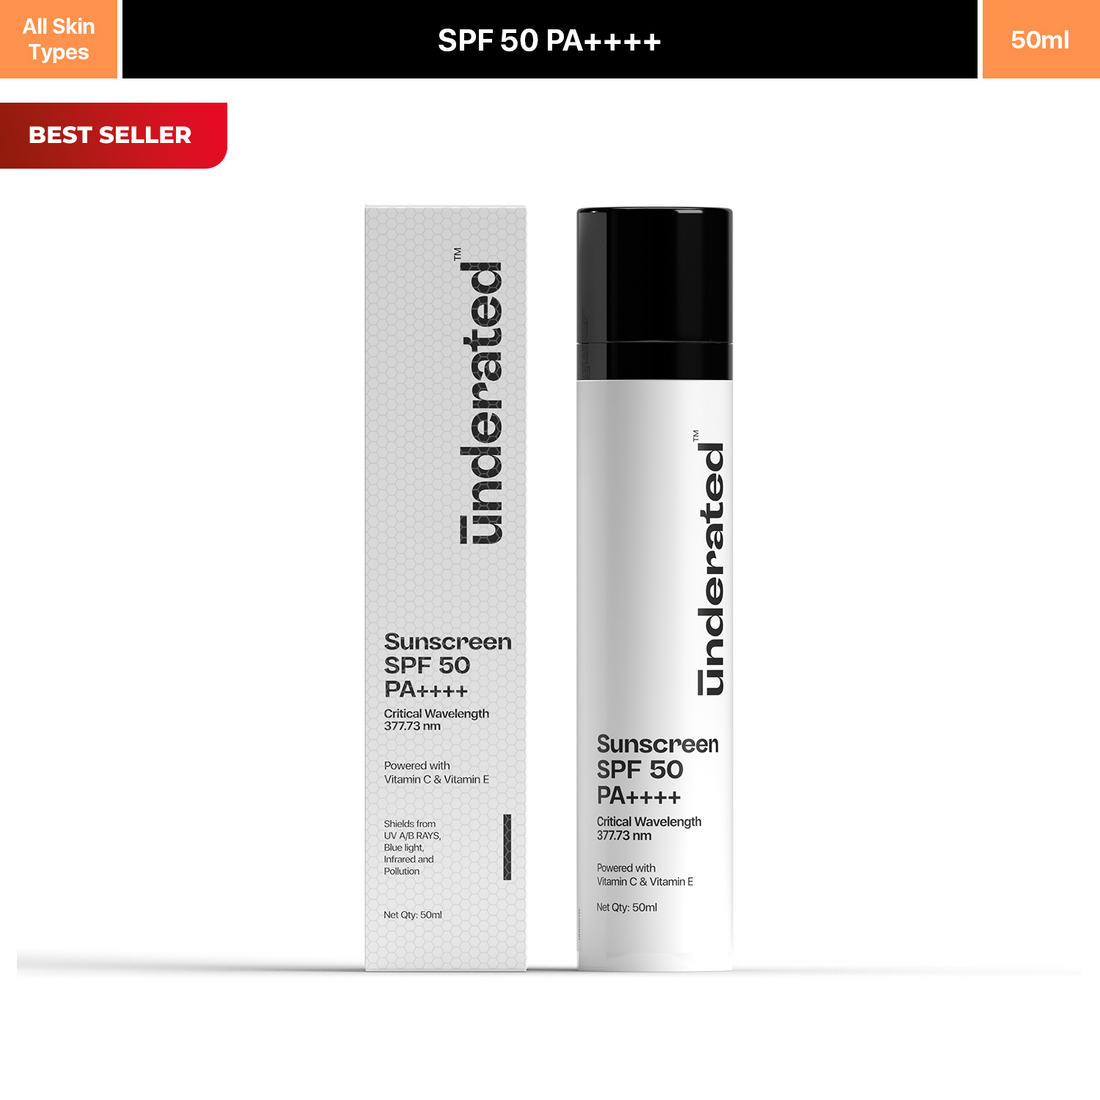 All Skin
Types
SPF 50 PA++++
50ml
BEST SELLER
ūnderated™
Sunscreen
SPF 50
PA++++
Critical Wavelength
377.73 nm
Powered with
Vitamin C & Vitamin E
Shields from
UV A/B RAYS,
Blue light,
Infrared and
Pollution
Net Qty: 50ml
ūnderated™
Sunscreen
SPF 50
PA++++
Critical Wavelength
377.73 nm
Powered with
Vitamin C & Vitamin E
Net Qty: 50ml